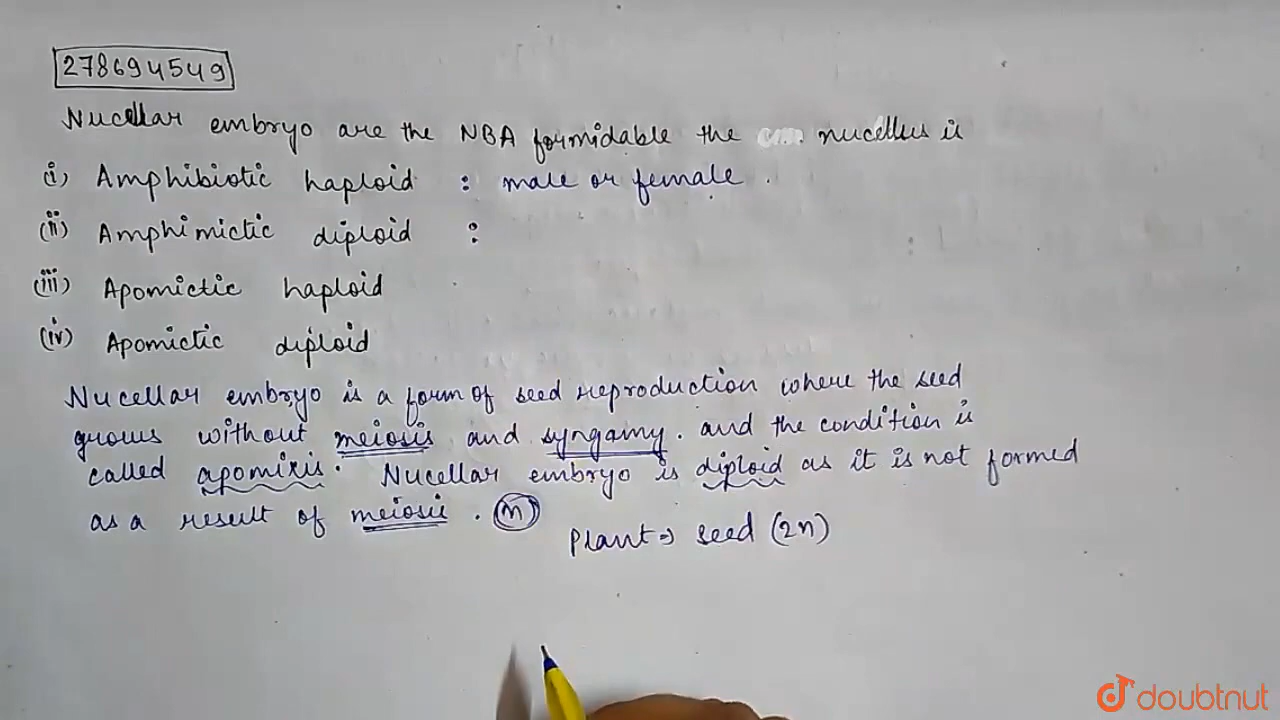 278694549
Nucellar embryo are the NBA formidable the nucellus is
(i) Amphibiotic haploid : male or female.
(ii) Amphimictic diploid :
(iii) Apomictic haploid
(iv) Apomictic diploid
Nucellar embryo is a form of seed reproduction where the seed
grows without meiosis and syngamy. and the condition is
called apomixis. Nucellar embryo is diploid as it is not formed
as a result of meiosis. (n)
Plant ⇒ seed (2n)
doubtnut